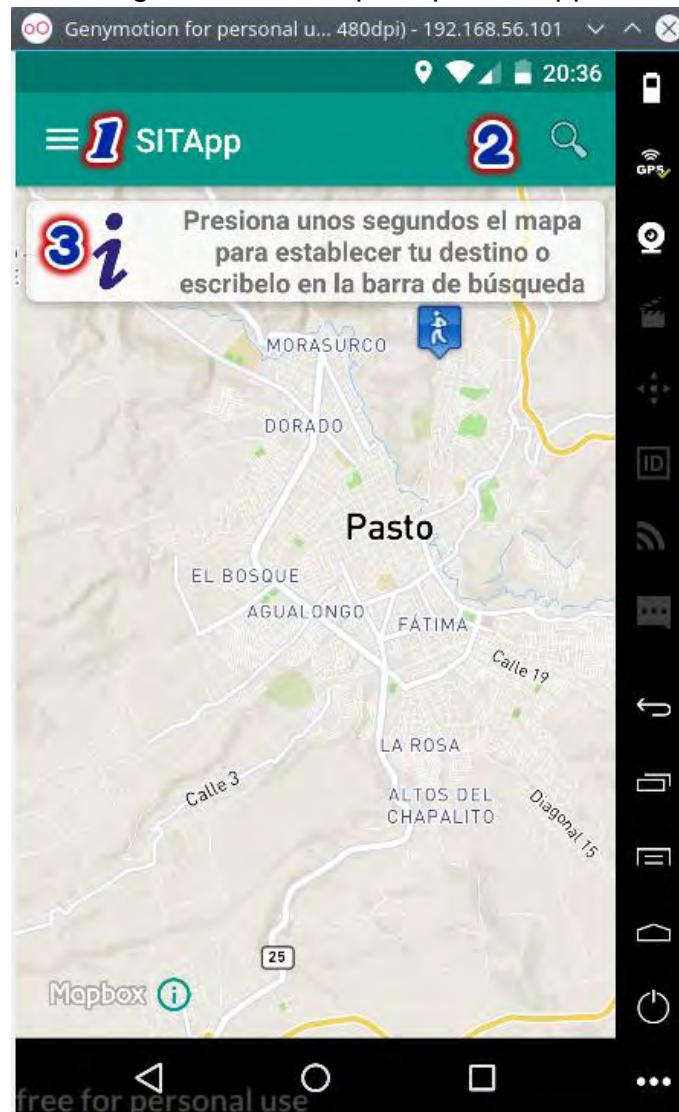 Genymotion for personal u... 480dpi) - 192.168.56.101
20:36
1 SITApp 2
GPS
3 i Presiona unos segundos el mapa
para establecer tu destino o
escribelo en la barra de búsqueda
MORASURCO
DORADO
ID
Pasto
EL BOSQUE
AGUALONGO
FÁTIMA
Calle 19
LA ROSA
Calle 3
ALTOS DEL
CHAPALITO
Diagonal 15
25
Mapbox i
free for personal use